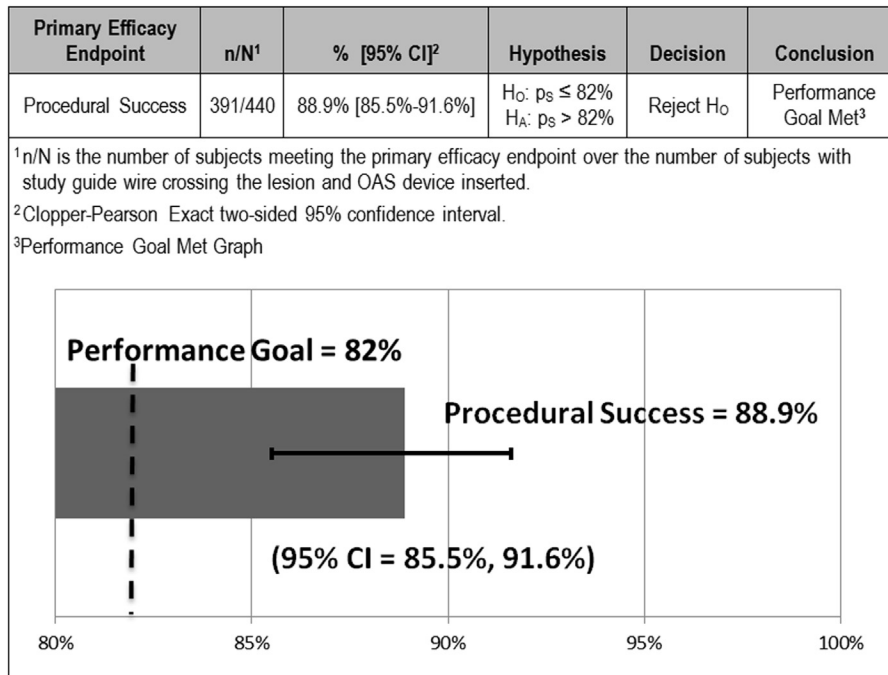 Primary Efficacy Endpoint n/N¹ % [95% CI]² Hypothesis Decision Conclusion
Procedural Success 391/440 88.9% [85.5%-91.6%] H₀: pₛ ≤ 82% Reject H₀ Performance Goal Met³
Hₐ: pₛ > 82%
¹n/N is the number of subjects meeting the primary efficacy endpoint over the number of subjects with
study guide wire crossing the lesion and OAS device inserted.
²Clopper-Pearson Exact two-sided 95% confidence interval.
³Performance Goal Met Graph
Performance Goal = 82%
Procedural Success = 88.9%
(95% CI = 85.5%, 91.6%)
80% 85% 90% 95% 100%